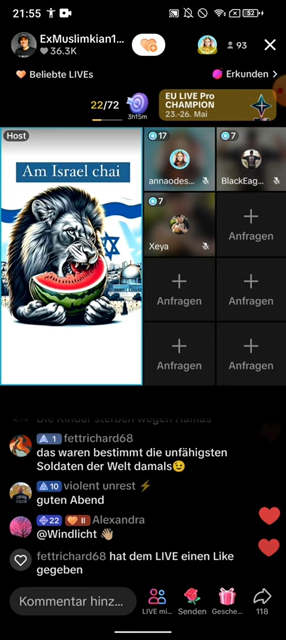 21:55
ExMuslimkian1...
36.3K
93
Beliebte LIVEs
Erkunden >
22/72
3h15m
EU LIVE Pro
CHAMPION
23.-26. Mai
Host
Am Israel chai
17
annaodes...
7
BlackEag...
7
Xeya
Anfragen
Anfragen
Anfragen
Anfragen
Anfragen
Anfragen
Die Kinder sterben wegen Hamas
1 fettrichard68
das waren bestimmt die unfähigsten
Soldaten der Welt damals😉
10 violent unrest ⚡
guten Abend
22 II Alexandra
@Windlicht 👋🏼
fettrichard68 hat dem LIVE einen Like
gegeben
Kommentar hinz...
LIVE mi...
Senden
Gesche...
118